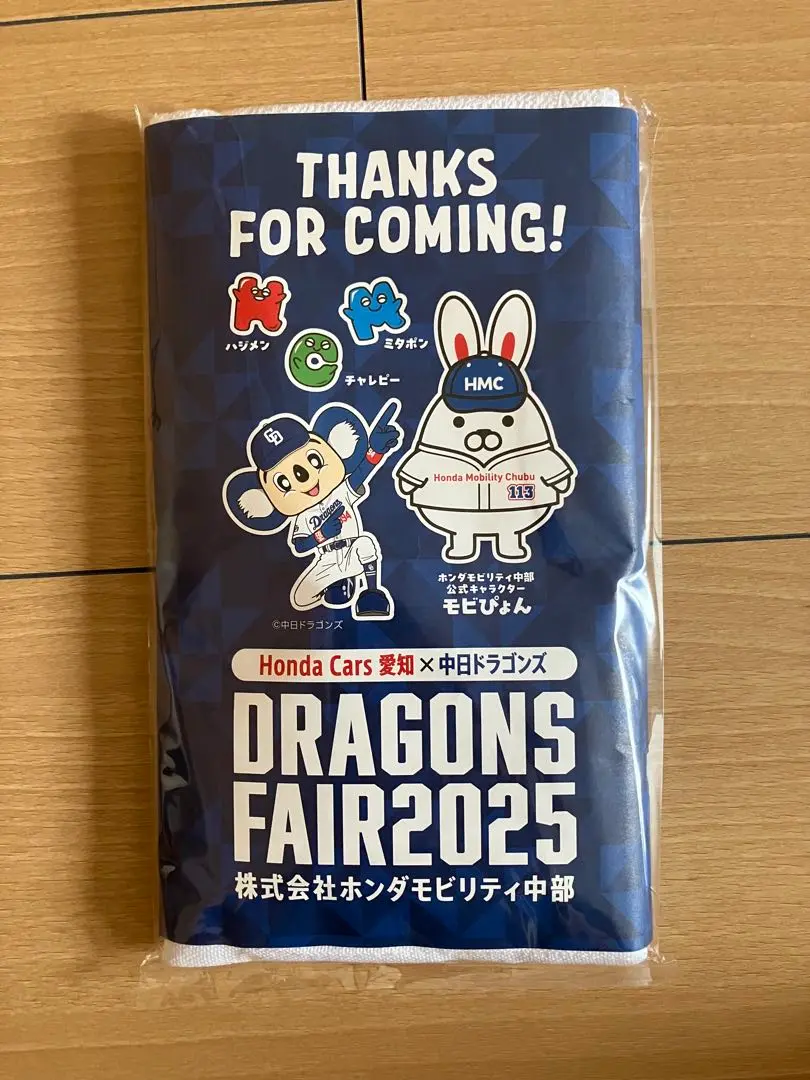 THANKS
FOR COMING!
ハジメン
ミタポン
チャレピー
HMC
CD
Dragons
Honda Mobility Chubu
113
ホンダモビリティ中部
公式キャラクター
モビぴょん
©中日ドラゴンズ
Honda Cars 愛知×中日ドラゴンズ
DRAGONS
FAIR2025
株式会社ホンダモビリティ中部